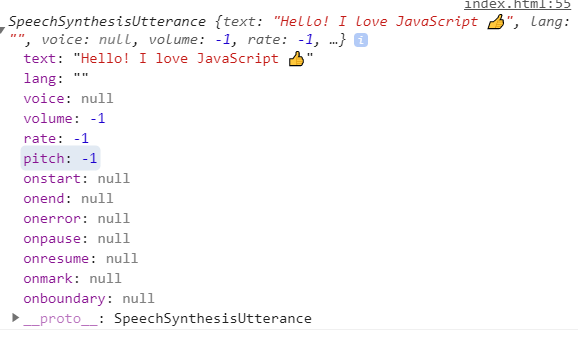 index.html:55
SpeechSynthesisUtterance {text: "Hello! I love JavaScript 👍", lang:
"", voice: null, volume: -1, rate: -1, …} i
text: "Hello! I love JavaScript 👍"
lang: ""
voice: null
volume: -1
rate: -1
pitch: -1
onstart: null
onend: null
onerror: null
onpause: null
onresume: null
onmark: null
onboundary: null
__proto__: SpeechSynthesisUtterance